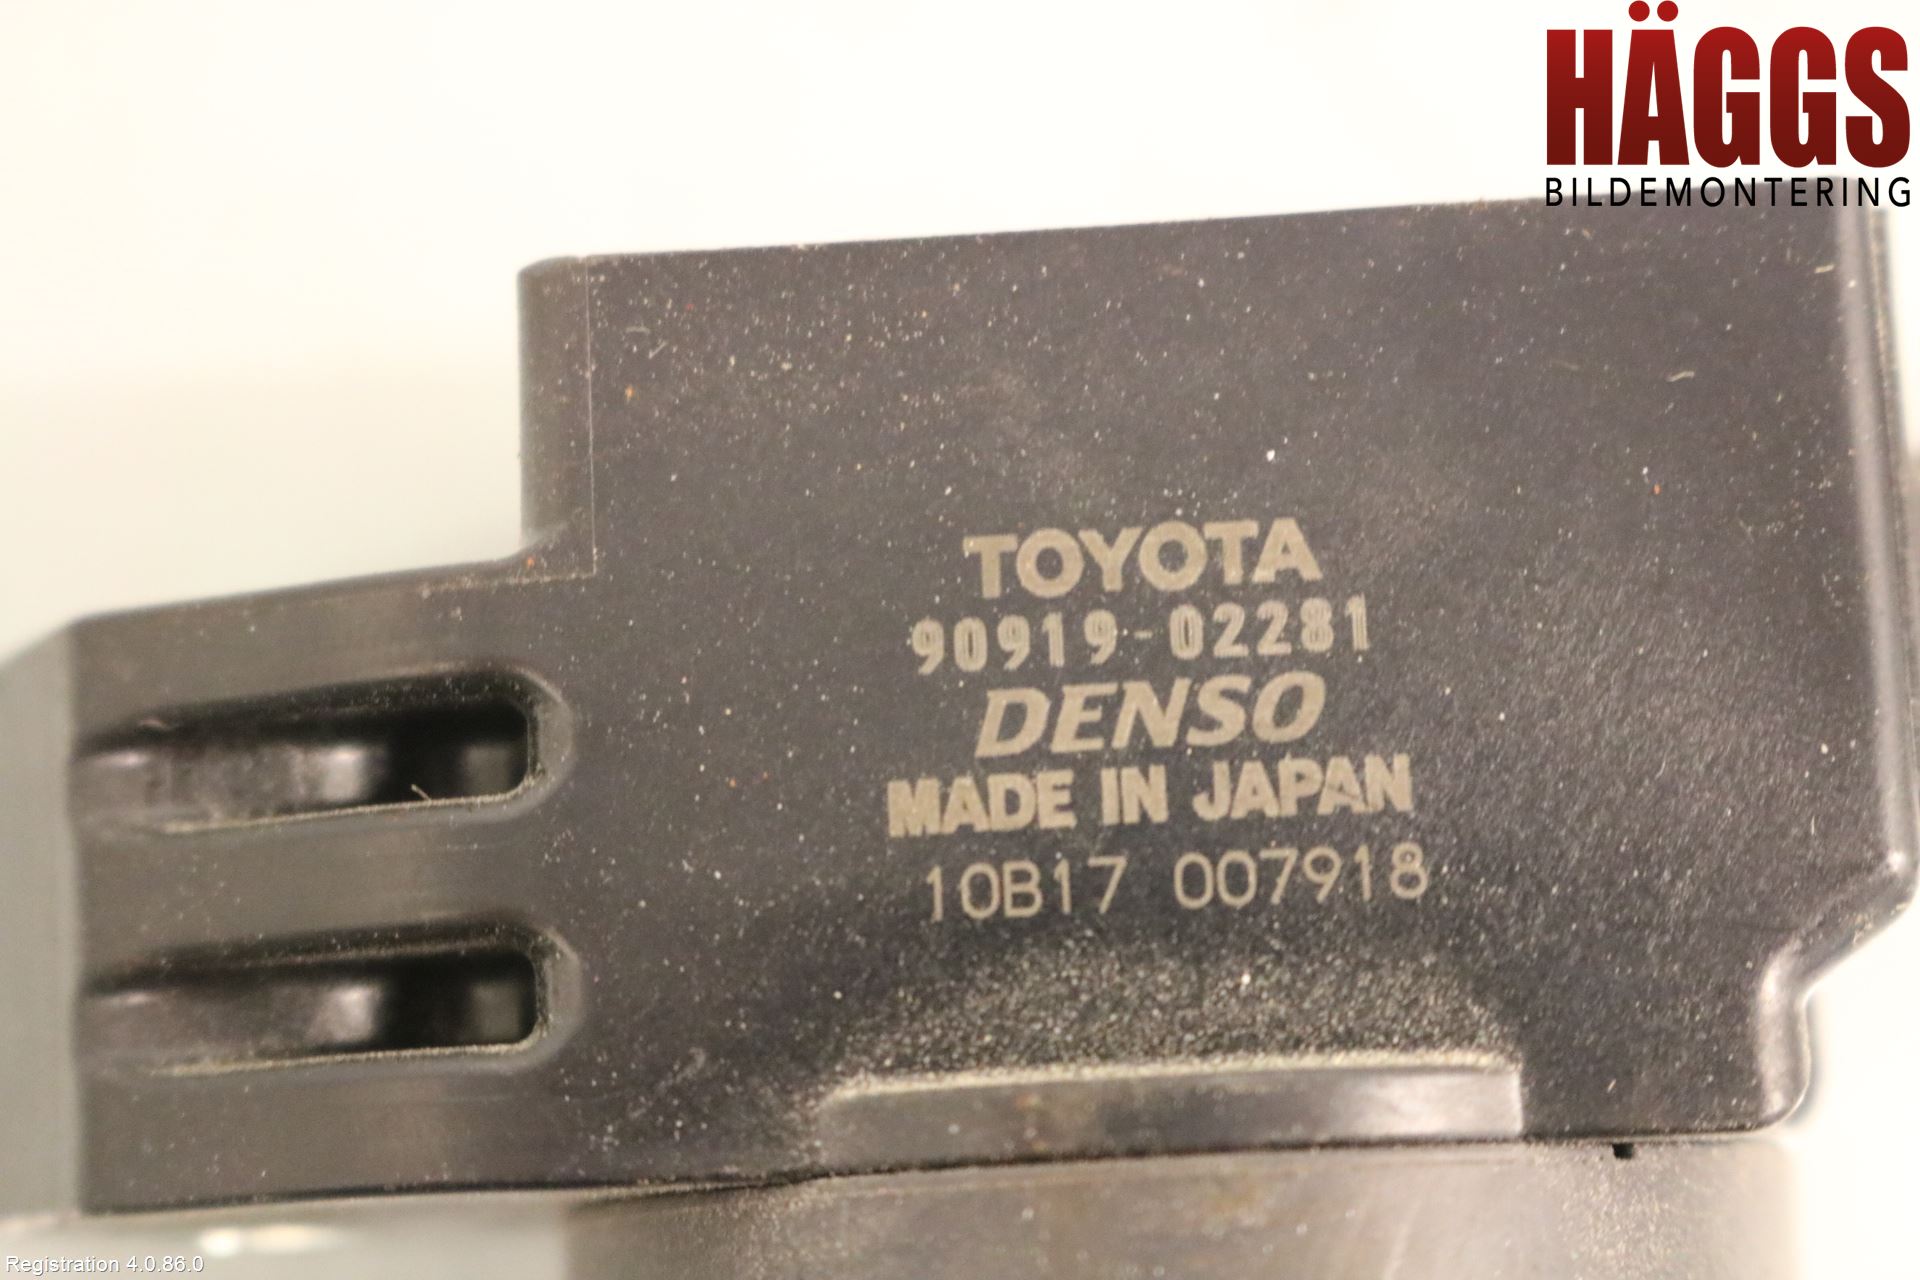 HÄGGS
BILDEMONTERING
TOYOTA
90919-02281
DENSO
MADE IN JAPAN
10B17 007918
Registration 4.0.86.0